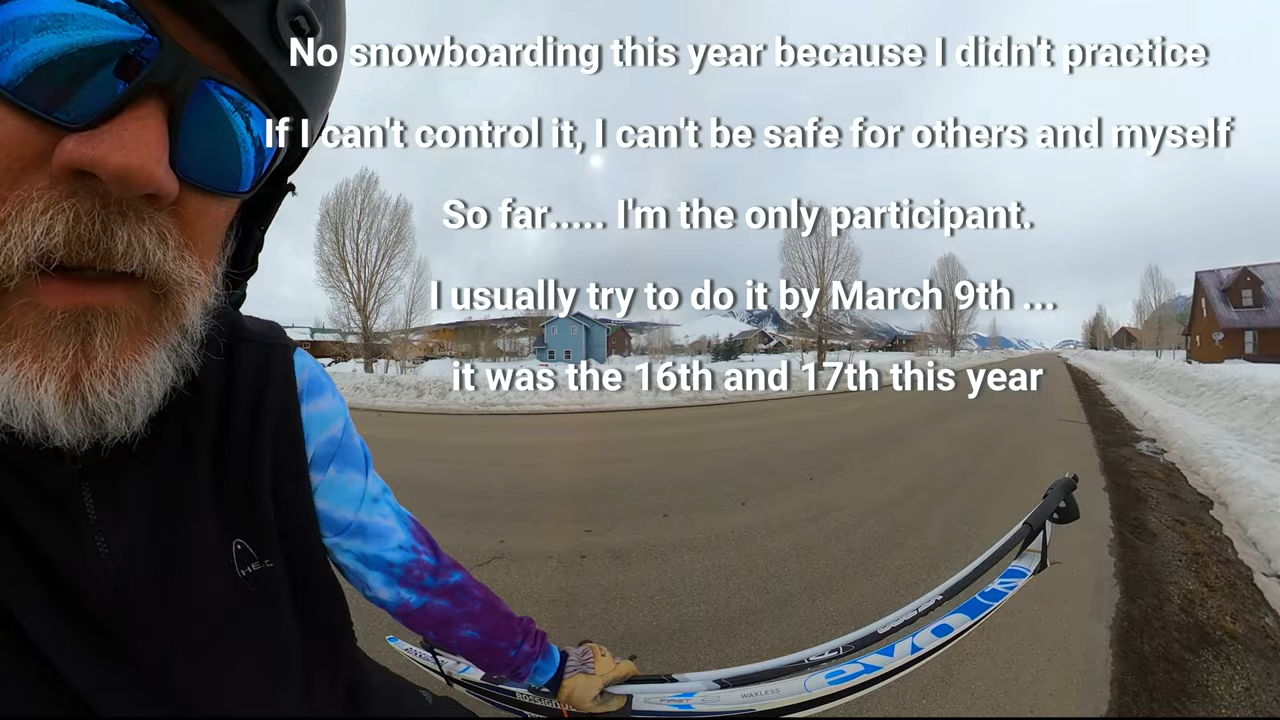 No snowboarding this year because I didn't practice
If I can't control it, I can't be safe for others and myself
So far..... I'm the only participant.
I usually try to do it by March 9th ...
it was the 16th and 17th this year
evo
WAXLESS